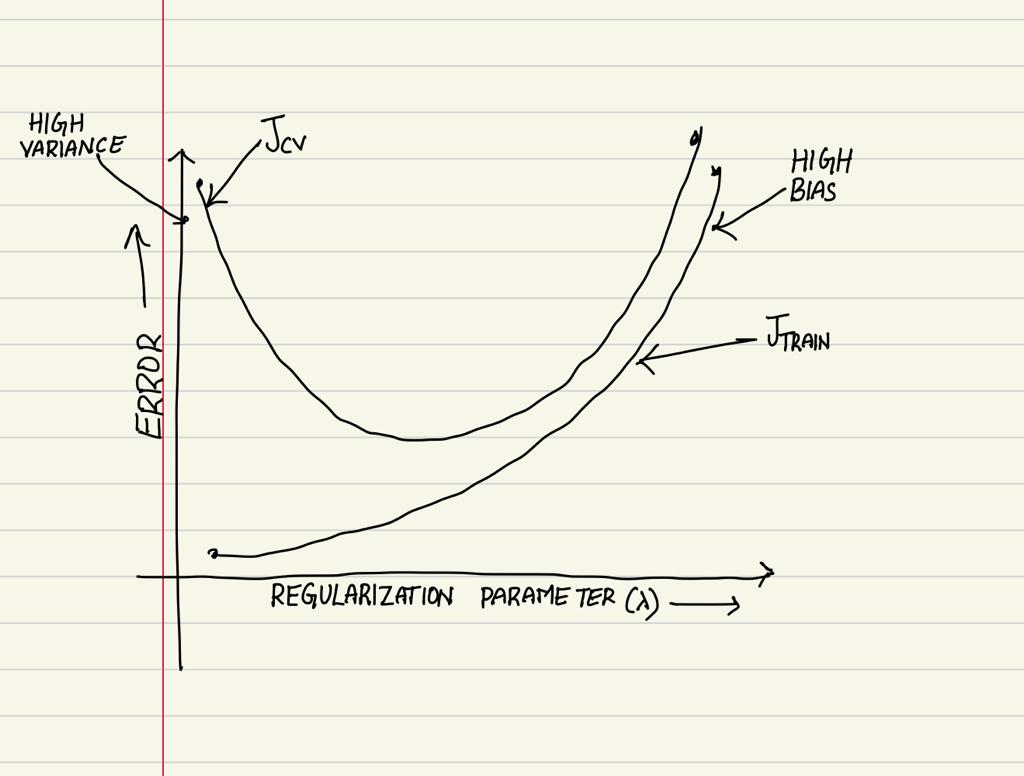 HIGH
VARIANCE
JCV
HIGH
BIAS
JTRAIN
ERROR
REGULARIZATION PARAMETER (λ)